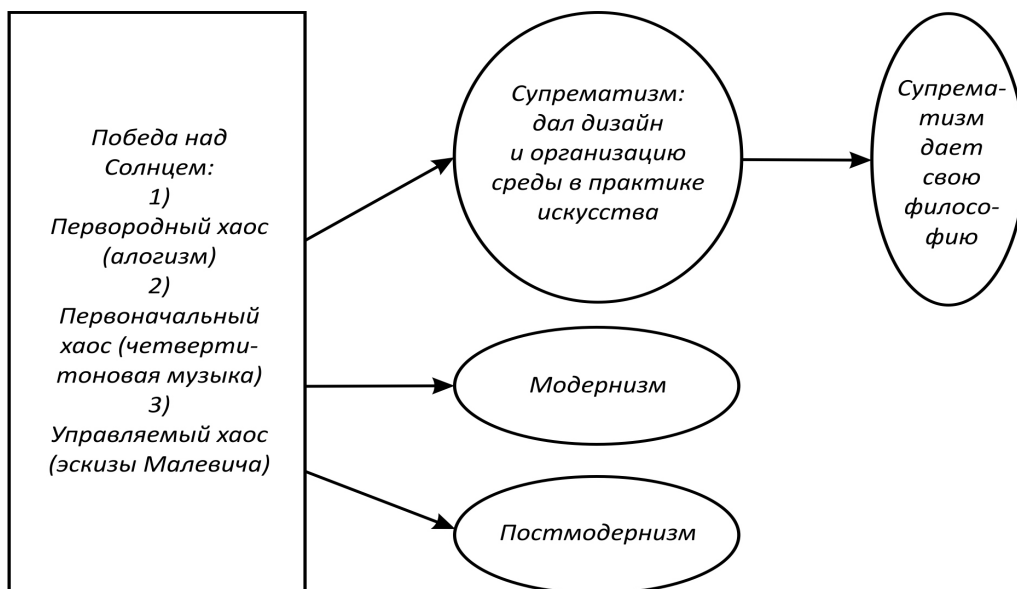 Победа над
Солнцем:
1)
Первородный хаос
(алогизм)
2)
Первоначальный
хаос (четверти-
тоновая музыка)
3)
Управляемый хаос
(эскизы Малевича)
Супрематизм:
дал дизайн
и организацию
среды в практике
искусства
Супрема-
тизм
дает
свою
филосо-
фию
Модернизм
Постмодернизм